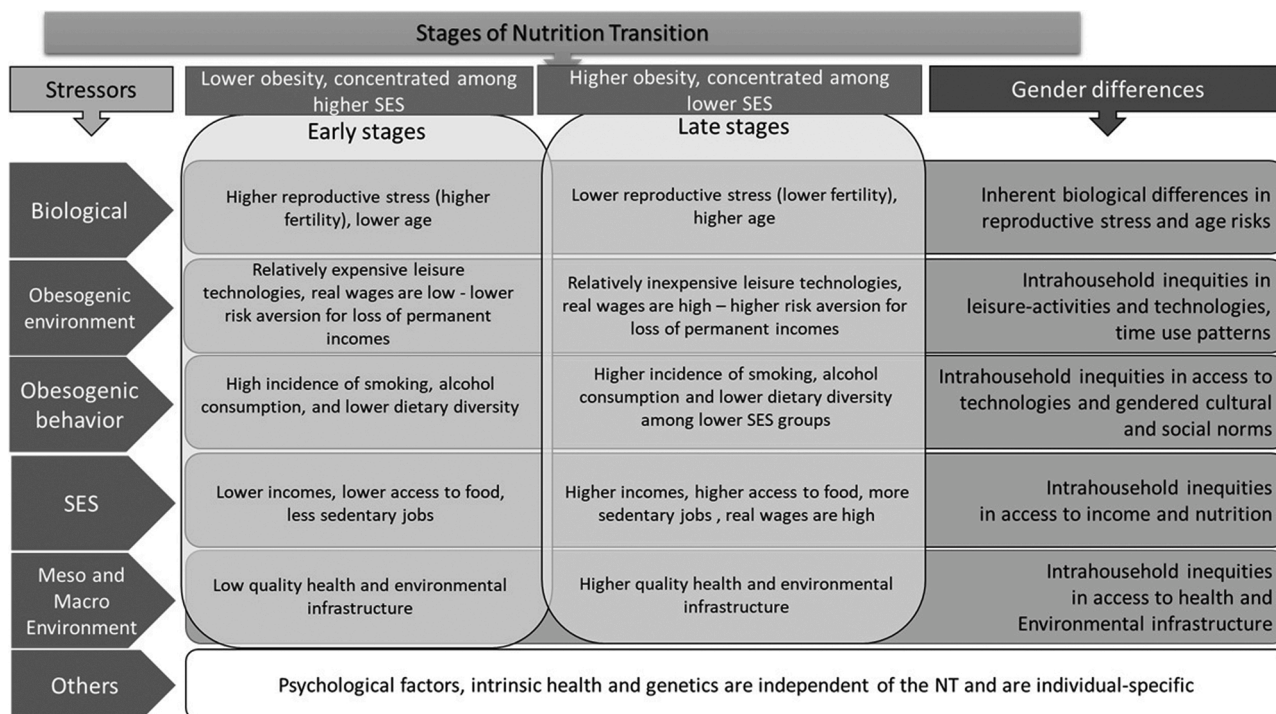 Stages of Nutrition Transition
Stressors
Lower obesity, concentrated among
higher SES
Higher obesity, concentrated among
lower SES
Gender differences
Early stages
Late stages
Biological
Higher reproductive stress (higher
fertility), lower age
Lower reproductive stress (lower fertility),
higher age
Inherent biological differences in
reproductive stress and age risks
Obesogenic
environment
Relatively expensive leisure
technologies, real wages are low - lower
risk aversion for loss of permanent
incomes
Relatively inexpensive leisure technologies,
real wages are high – higher risk aversion for
loss of permanent incomes
Intrahousehold inequities in
leisure-activities and technologies,
time use patterns
Obesogenic
behavior
High incidence of smoking, alcohol
consumption, and lower dietary diversity
Higher incidence of smoking, alcohol
consumption and lower dietary diversity
among lower SES groups
Intrahousehold inequities in access to
technologies and gendered cultural
and social norms
SES
Lower incomes, lower access to food,
less sedentary jobs
Higher incomes, higher access to food, more
sedentary jobs , real wages are high
Intrahousehold inequities
in access to income and nutrition
Meso and
Macro
Environment
Low quality health and environmental
infrastructure
Higher quality health and environmental
infrastructure
Intrahousehold inequities
in access to health and
Environmental infrastructure
Others
Psychological factors, intrinsic health and genetics are independent of the NT and are individual-specific